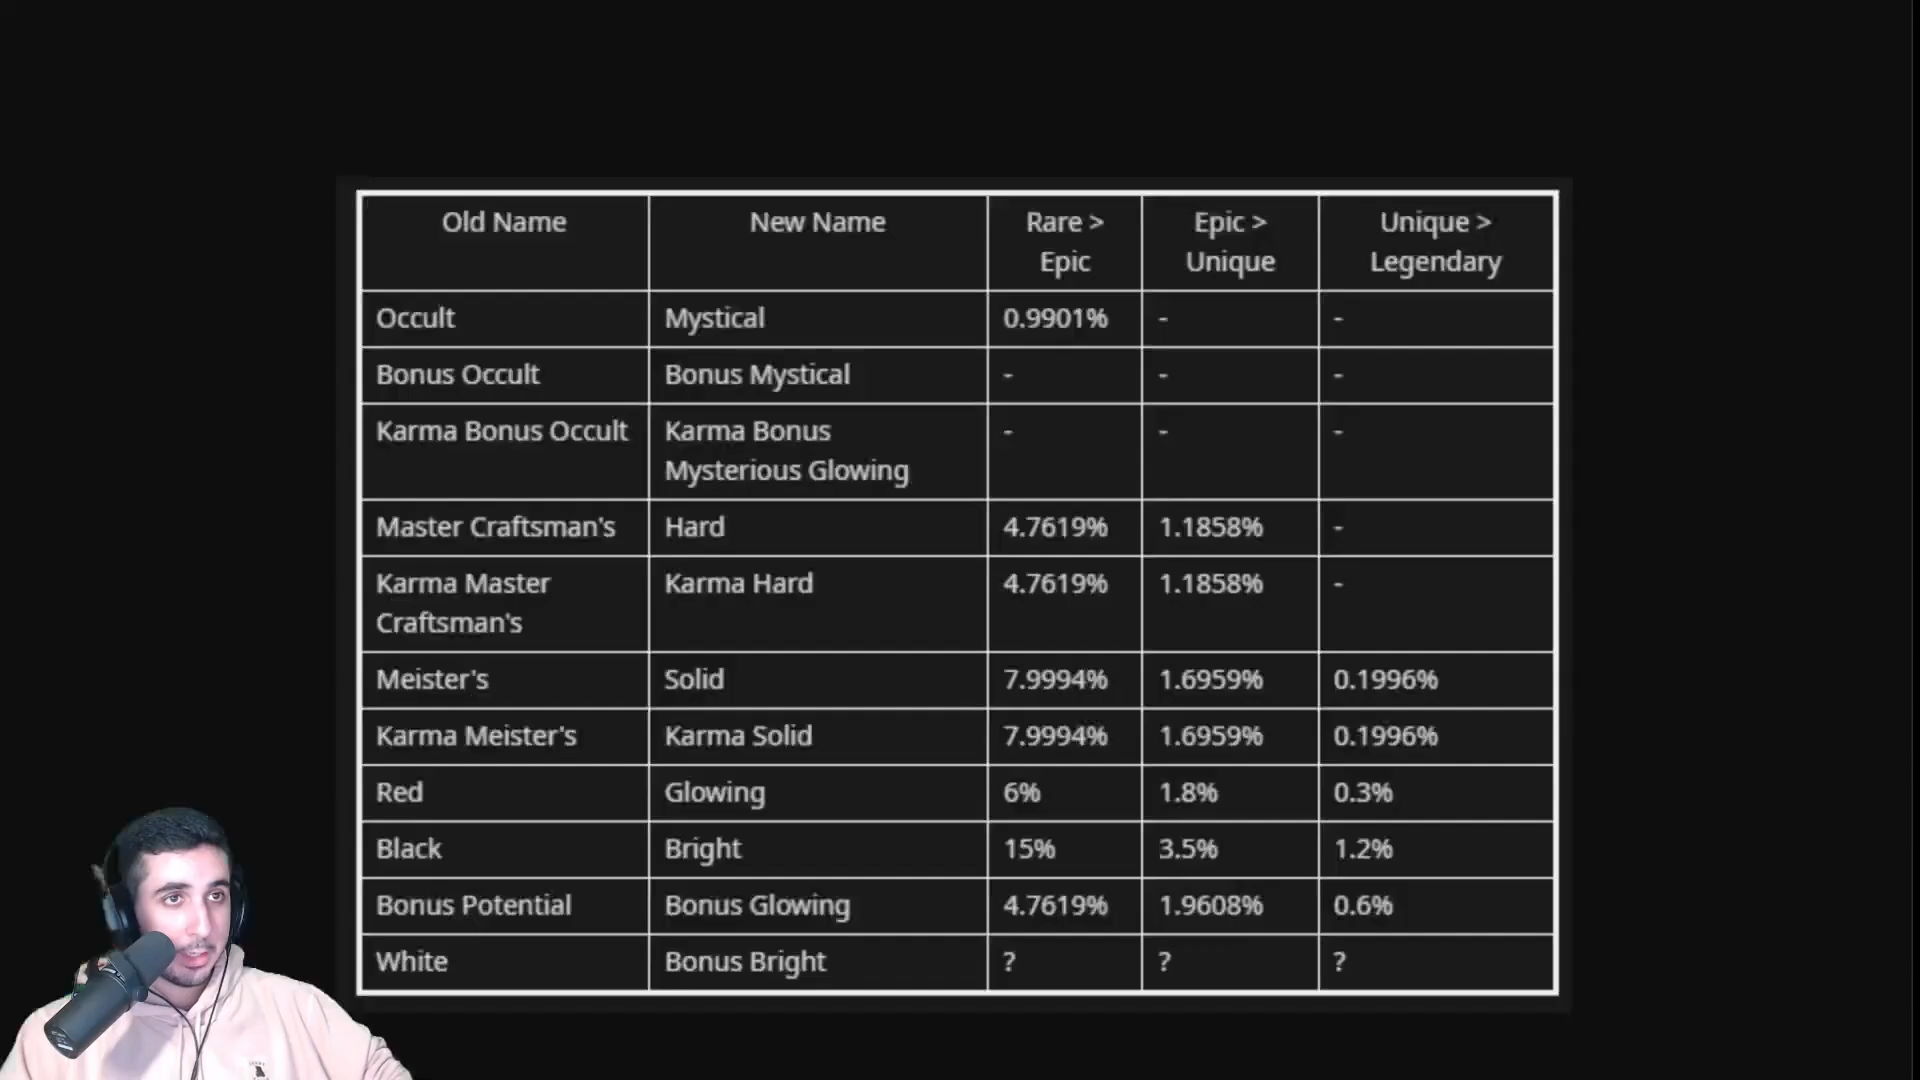 Old Name New Name Rare > Epic > Unique >
Epic Unique Legendary
Occult Mystical 0.9901% - -
Bonus Occult Bonus Mystical - - -
Karma Bonus Occult Karma Bonus - - -
Mysterious Glowing
Master Craftsman's Hard 4.7619% 1.1858% -
Karma Master Karma Hard 4.7619% 1.1858% -
Craftsman's
Meister's Solid 7.9994% 1.6959% 0.1996%
Karma Meister's Karma Solid 7.9994% 1.6959% 0.1996%
Red Glowing 6% 1.8% 0.3%
Black Bright 15% 3.5% 1.2%
Bonus Potential Bonus Glowing 4.7619% 1.9608% 0.6%
White Bonus Bright ? ? ?